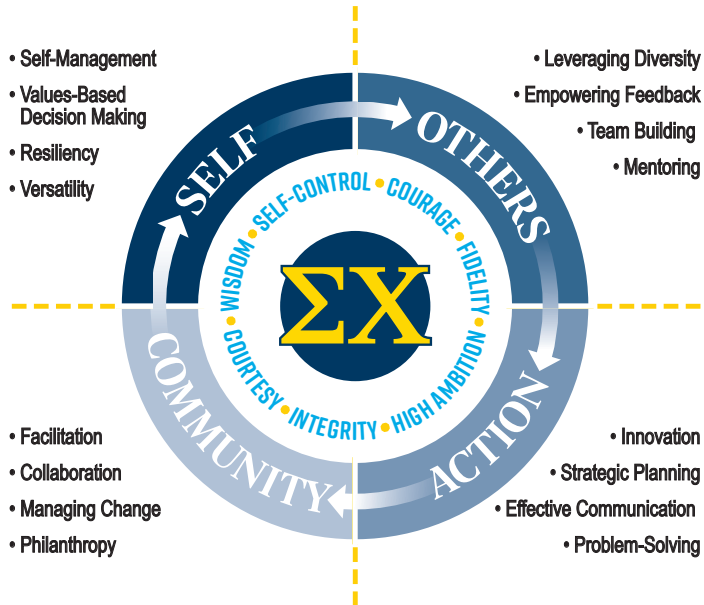 • Self-Management
• Values-Based
Decision Making
• Resiliency
• Versatility
• Leveraging Diversity
• Empowering Feedback
• Team Building
• Mentoring
SELF
OTHERS
ACTION
COMMUNITY
WISDOM • SELF-CONTROL • COURAGE • FIDELITY • HIGH AMBITION • INTEGRITY • COURTESY •
ΣΧ
• Facilitation
• Collaboration
• Managing Change
• Philanthropy
• Innovation
• Strategic Planning
• Effective Communication
• Problem-Solving